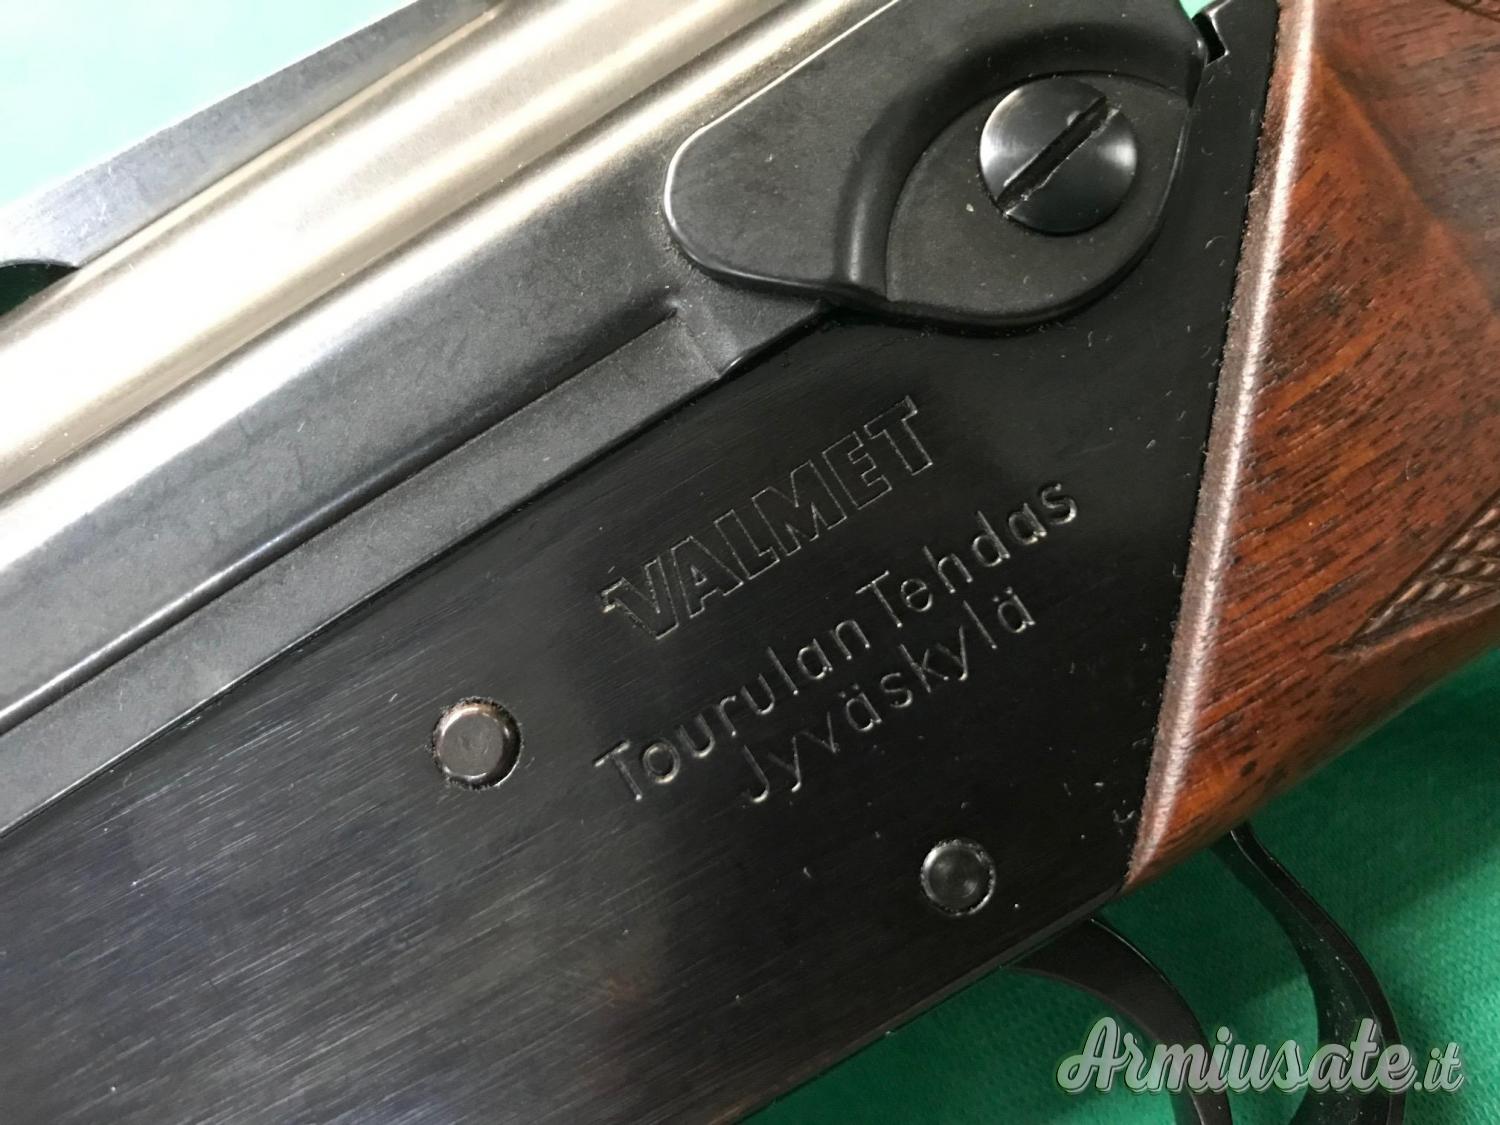 VALMET
Tourulan Tehdas
Jyväskylä
Armiusate.it